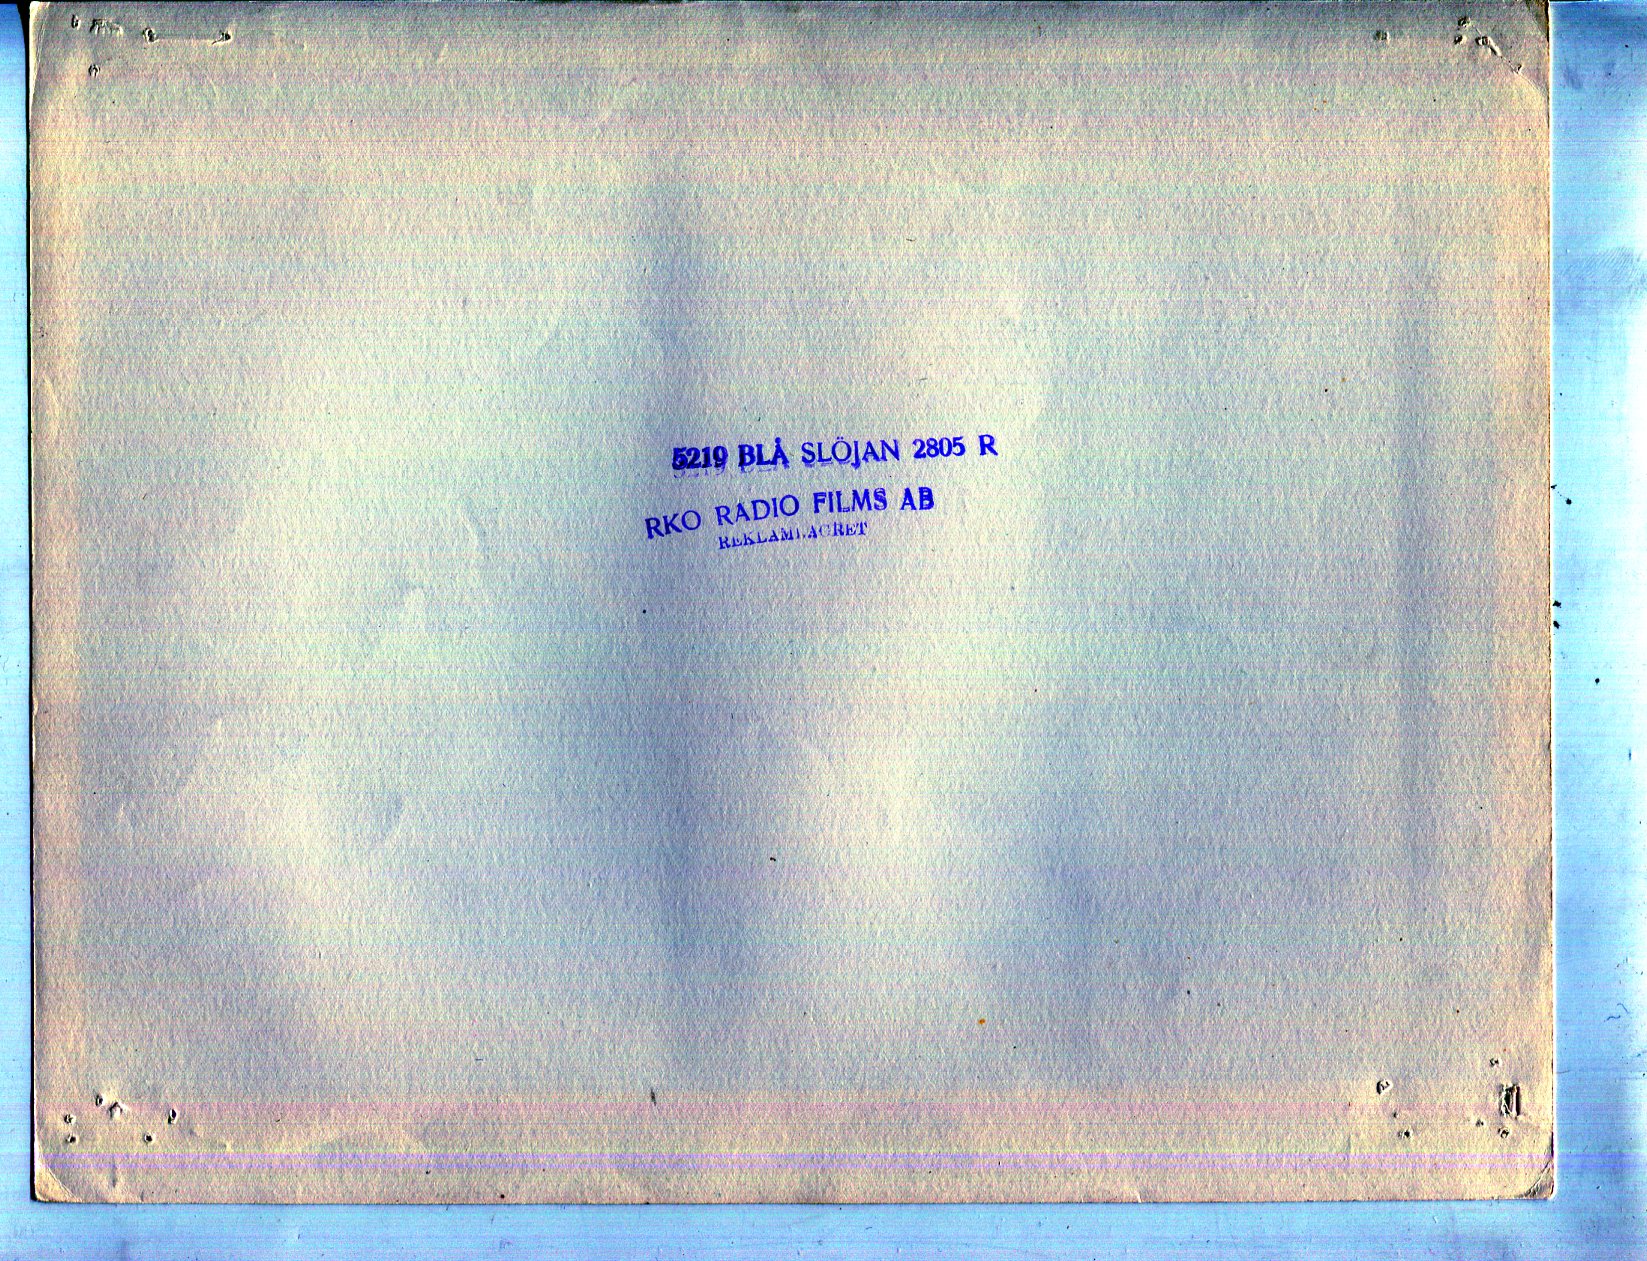 5219 BLÅ SLÖJAN 2805 R
RKO RADIO FILMS AB
REKLAMLAGRET